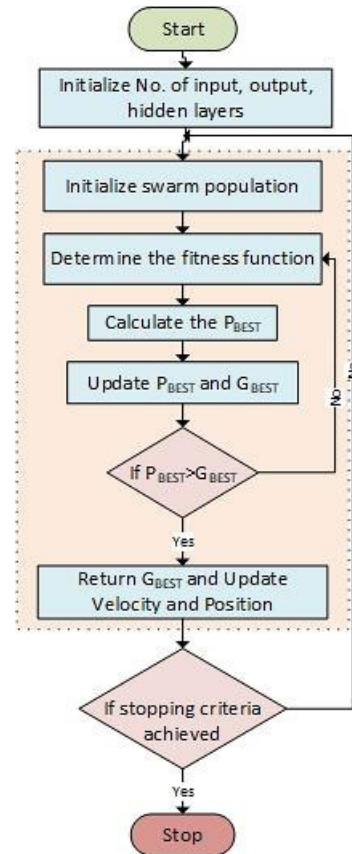 Start
Initialize No. of input, output,
hidden layers
Initialize swarm population
Determine the fitness function
Calculate the PBEST
Update PBEST and GBEST
No
If PBEST>GBEST
No
Yes
Return GBEST and Update
Velocity and Position
If stopping criteria
achieved
Yes
Stop